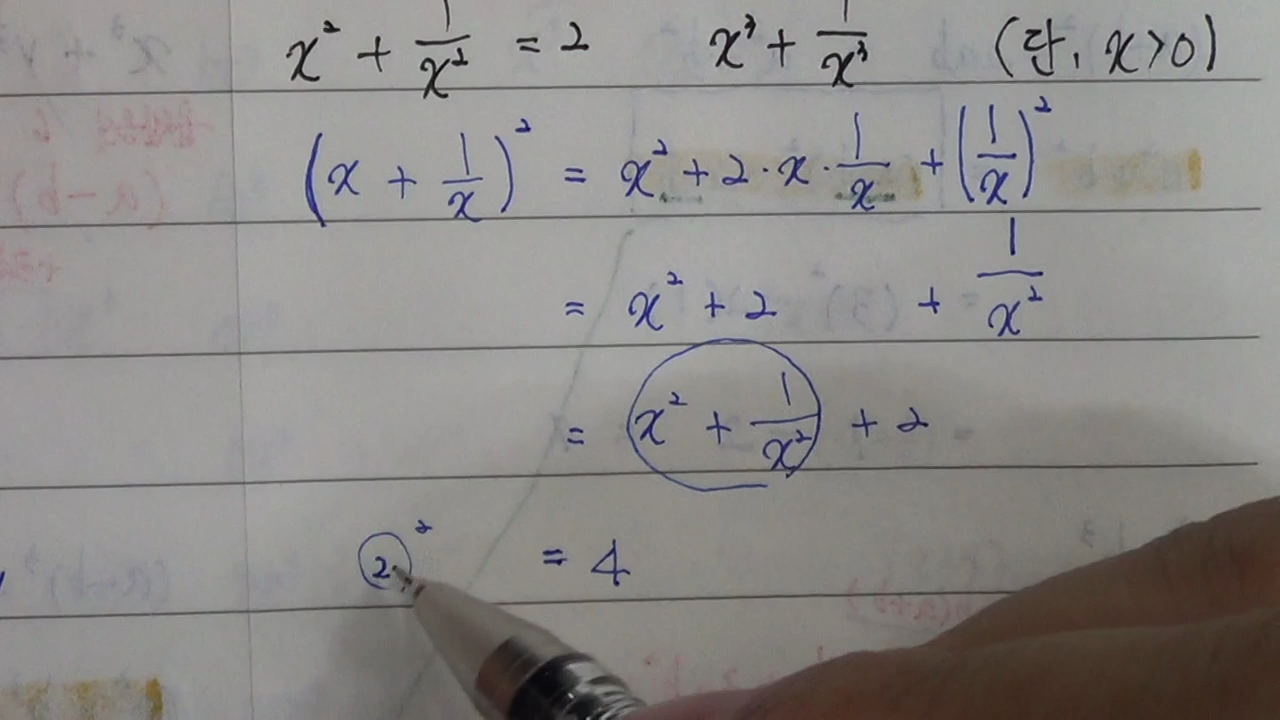 x² + 1/x² = 2 x³ + 1/x³ (단, x>0)
(x + 1/x)² = x² + 2·x·1/x + (1/x)²
= x² + 2 + 1/x²
= x² + 1/x² + 2
2² = 4